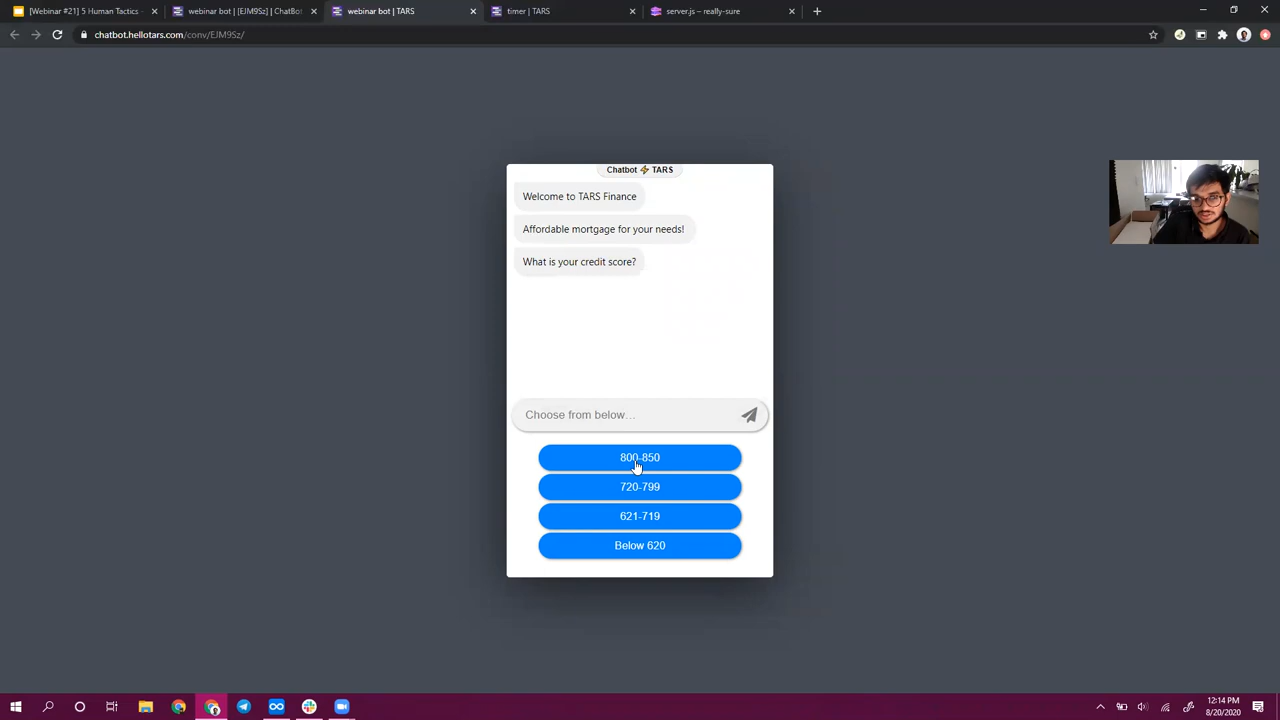 [Webinar #21] 5 Human Tactics -
webinar bot | [EJM9Sz] | ChatBot
webinar bot | TARS
timer | TARS
server.js – really-sure
chatbot.hellotars.com/conv/EJM9Sz/
Chatbot ⚡ TARS
Welcome to TARS Finance
Affordable mortgage for your needs!
What is your credit score?
Choose from below...
800-850
720-799
621-719
Below 620
12:14 PM
8/20/2020